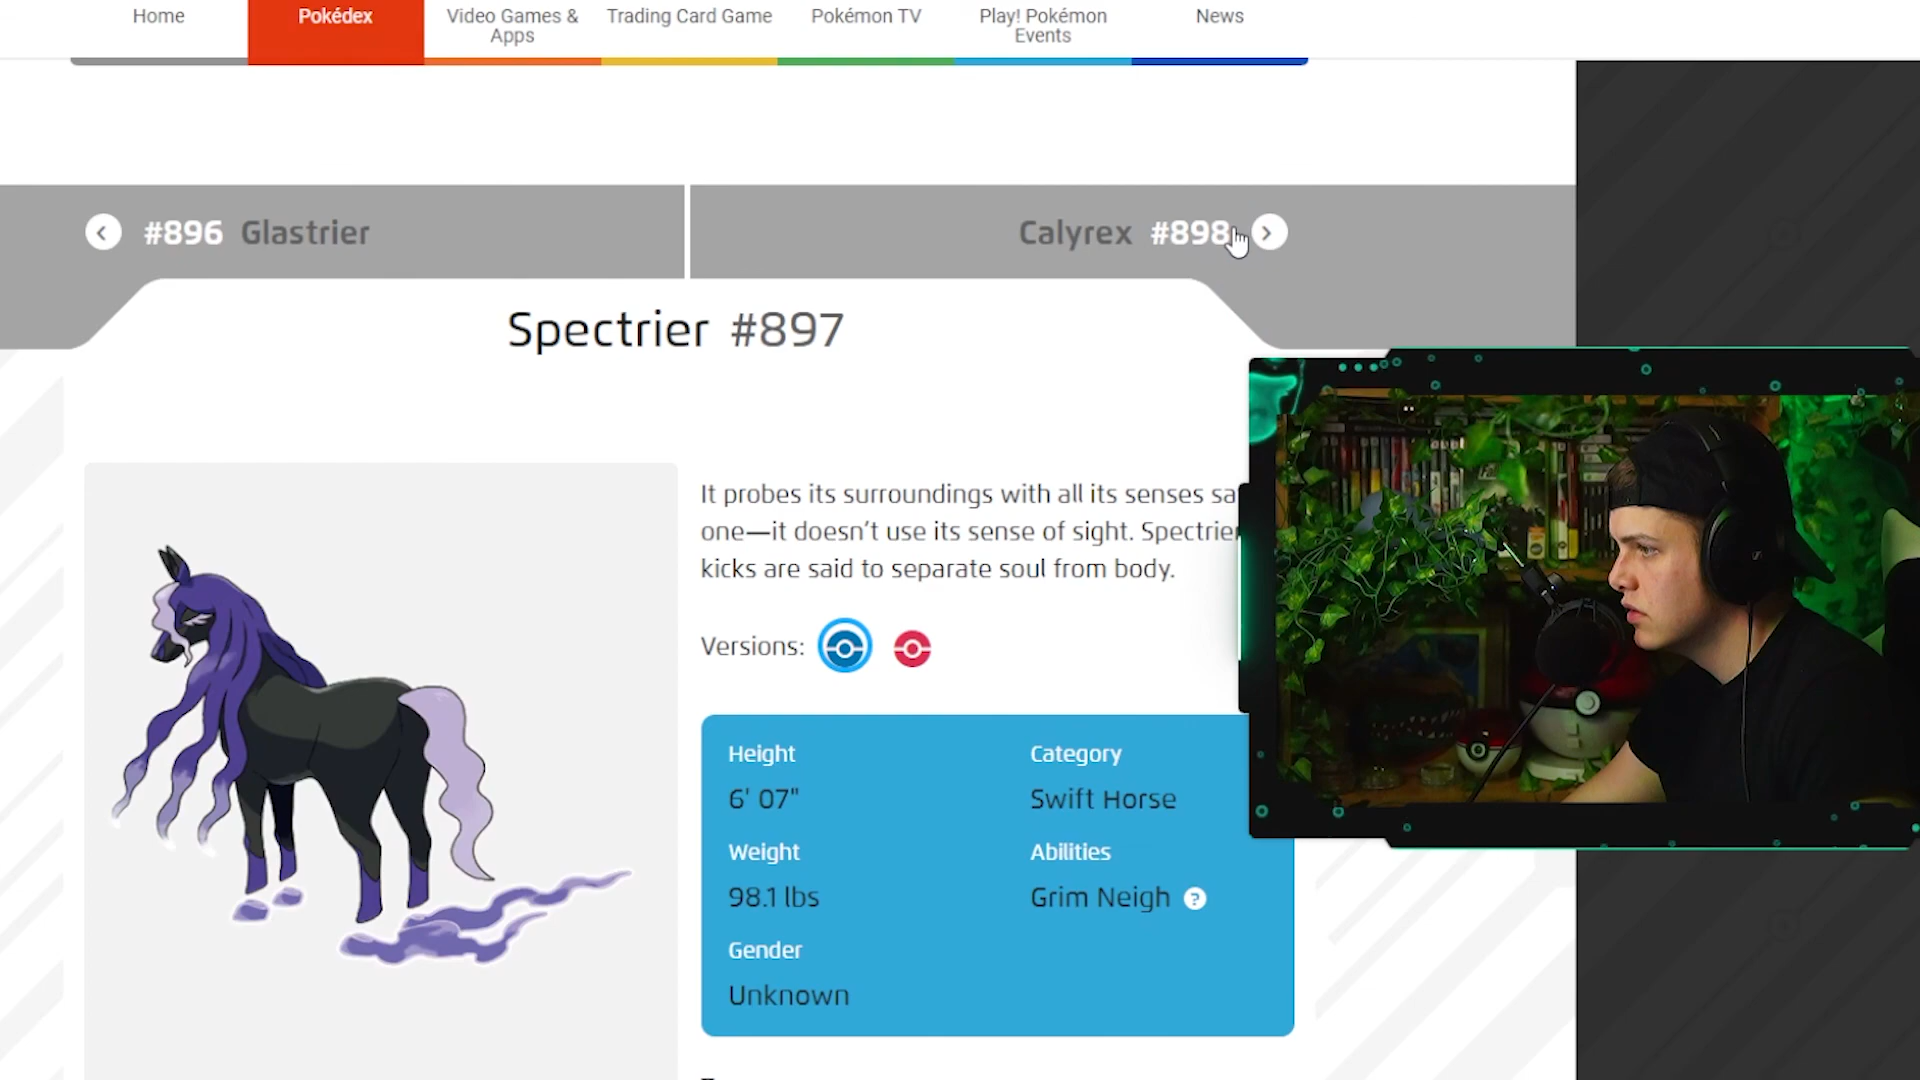 Home
Pokédex
Video Games &
Apps
Trading Card Game
Pokémon TV
Play! Pokémon
Events
News
#896 Glastrier
Calyrex #898
Spectrier #897
It probes its surroundings with all its senses
one—it doesn't use its sense of sight.
kicks are said to separate soul from body.
Versions:
Height
6' 07"
Category
Swift Horse
Weight
98.1 lbs
Abilities
Grim Neigh ?
Gender
Unknown